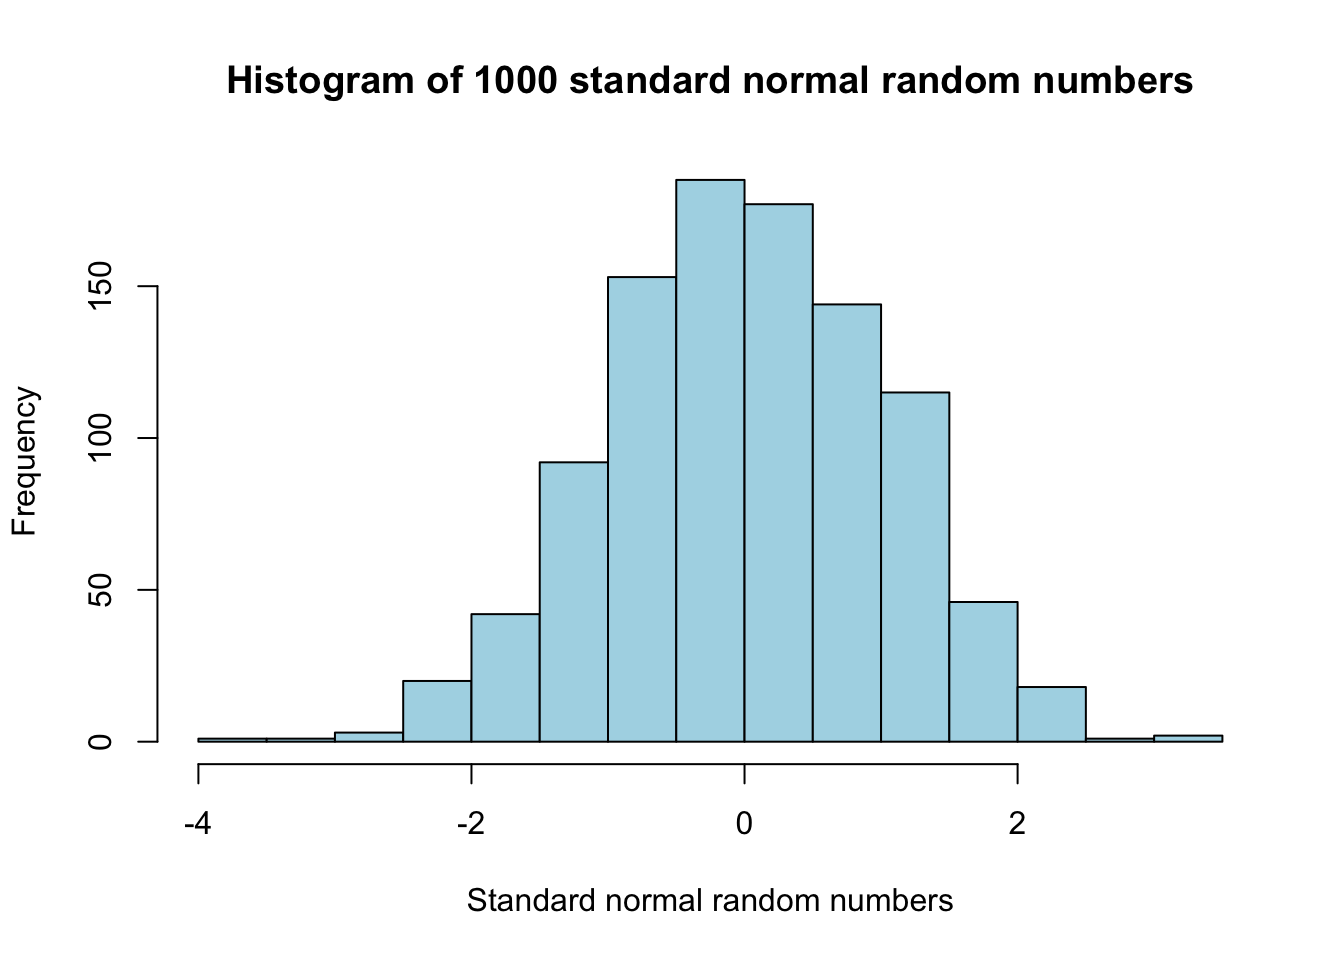 Histogram of 1000 standard normal random numbers
Frequency
150
100
50
0
-4 -2 0 2
Standard normal random numbers